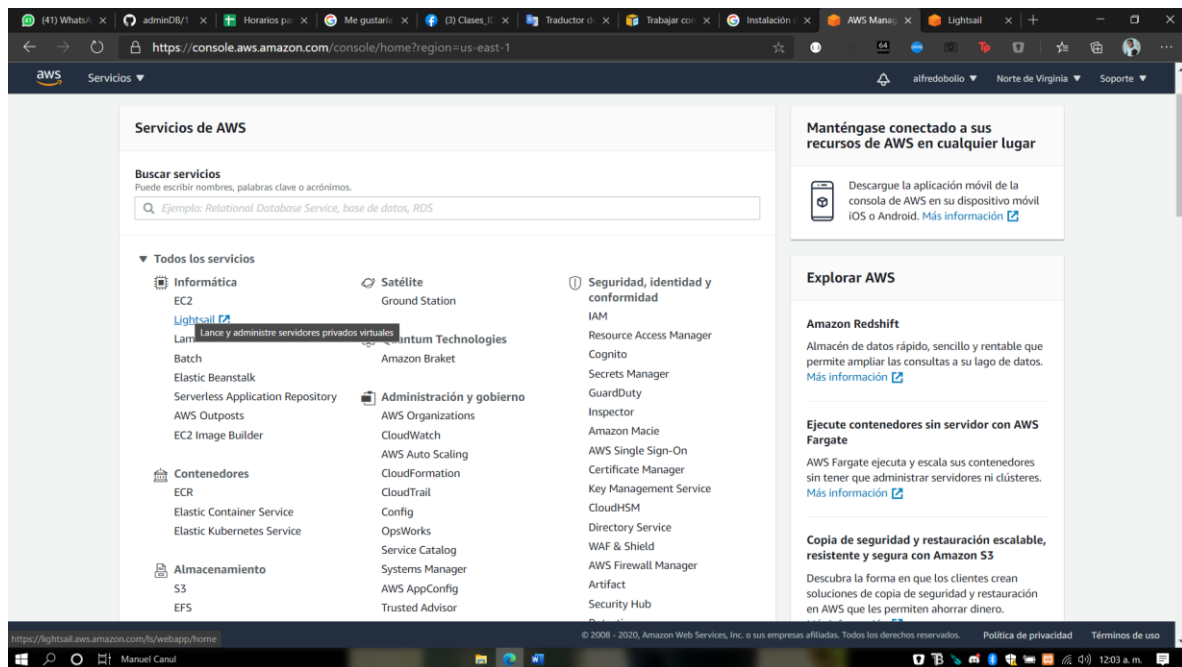 (41) WhatsA
adminDB/1
Horarios pa
Me gustaría
(3) Clases_I
Traductor d
Trabajar con
Instalación
AWS Manag
Lightsail
https://console.aws.amazon.com/console/home?region=us-east-1
aws
Servicios
alfredobolio
Norte de Virginia
Soporte
Servicios de AWS
Buscar servicios
Puede escribir nombres, palabras clave o acrónimos.
Ejemplo: Relational Database Service, base de datos, RDS
Todos los servicios
Informática
EC2
Lightsail
Lance y administre servidores privados virtuales
Lam
Batch
Elastic Beanstalk
Serverless Application Repository
AWS Outposts
EC2 Image Builder
Contenedores
ECR
Elastic Container Service
Elastic Kubernetes Service
Almacenamiento
S3
EFS
Satélite
Ground Station
Quantum Technologies
Amazon Braket
Administración y gobierno
AWS Organizations
CloudWatch
AWS Auto Scaling
CloudFormation
CloudTrail
Config
OpsWorks
Service Catalog
Systems Manager
AWS AppConfig
Trusted Advisor
Seguridad, identidad y
conformidad
IAM
Resource Access Manager
Cognito
Secrets Manager
GuardDuty
Inspector
Amazon Macie
AWS Single Sign-On
Certificate Manager
Key Management Service
CloudHSM
Directory Service
WAF & Shield
AWS Firewall Manager
Artifact
Security Hub
Manténgase conectado a sus
recursos de AWS en cualquier lugar
Descargue la aplicación móvil de la
consola de AWS en su dispositivo móvil
iOS o Android. Más información
Explorar AWS
Amazon Redshift
Almacén de datos rápido, sencillo y rentable que
permite ampliar las consultas a su lago de datos.
Más información
Ejecute contenedores sin servidor con AWS
Fargate
AWS Fargate ejecuta y escala sus contenedores
sin tener que administrar servidores ni clústeres.
Más información
Copia de seguridad y restauración escalable,
resistente y segura con Amazon S3
Descubra la forma en que los clientes crean
soluciones de copia de seguridad y restauración
en AWS que les permiten ahorrar dinero.
https://lightsail.aws.amazon.com/ls/webapp/home
© 2008 - 2020, Amazon Web Services, Inc. o sus empresas afiliadas. Todos los derechos reservados.
Política de privacidad
Términos de uso
Manuel Canul
12:03 a. m.